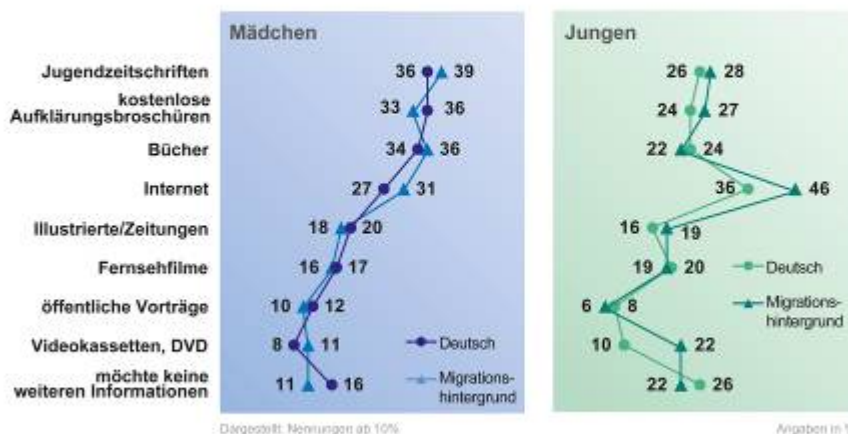 Mädchen
Jungen
Jugendzeitschriften 36 39 26 28
kostenlose
Aufklärungsbroschüren 33 36 24 27
Bücher 34 36 22 24
Internet 27 31 36 46
Illustrierte/Zeitungen 18 20 16 19
Fernsehfilme 16 17 19 20
öffentliche Vorträge 10 12 6 8
Videokassetten, DVD 8 11 10 22
möchte keine
weiteren Informationen 11 16 22 26
Deutsch
Migrations-
hintergrund
Deutsch
Migrations-
hintergrund
Dargestellt: Nennungen ab 10%
Angaben in %